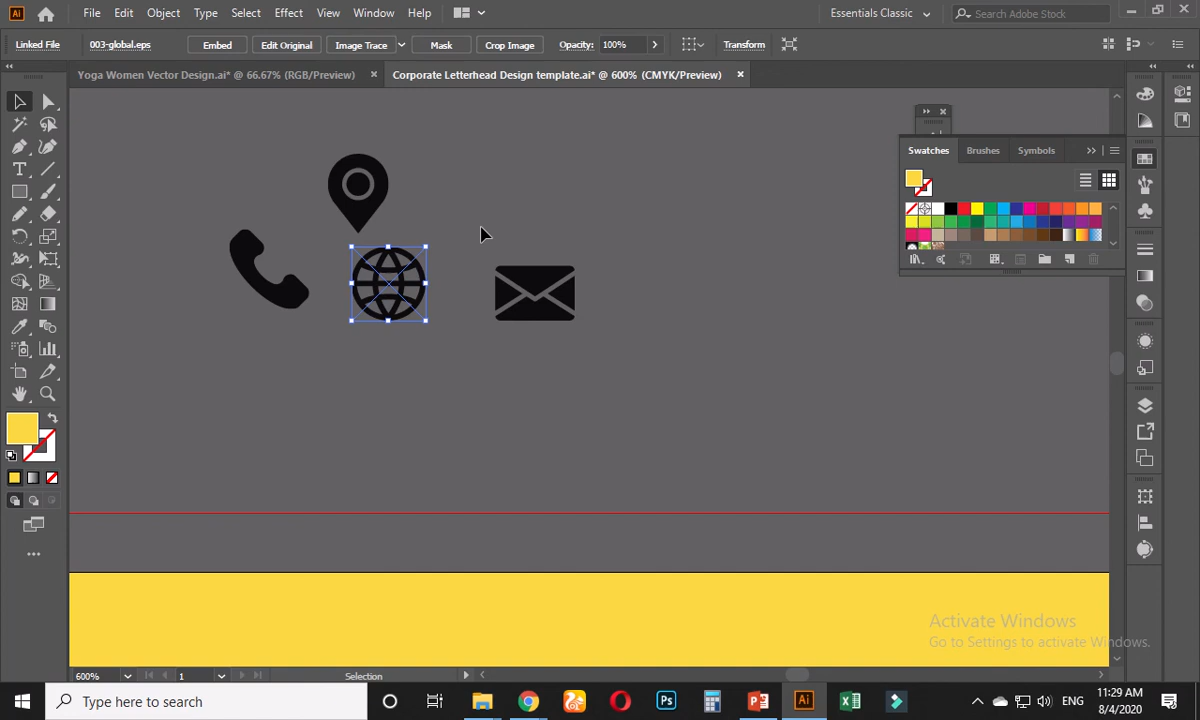 Ai File Edit Object Type Select Effect View Window Help Essentials Classic Search Adobe Stock
Linked File 003-global.eps Embed Edit Original Image Trace Mask Crop Image Opacity: 100% Transform
Yoga Women Vector Design.ai* @ 66.67% (RGB/Preview) Corporate Letterhead Design template.ai* @ 600% (CMYK/Preview)
Swatches Brushes Symbols
Activate Windows
Go to Settings to activate Windows.
600% 1 Selection
Type here to search Ps Ai ENG 11:29 AM
8/4/2020